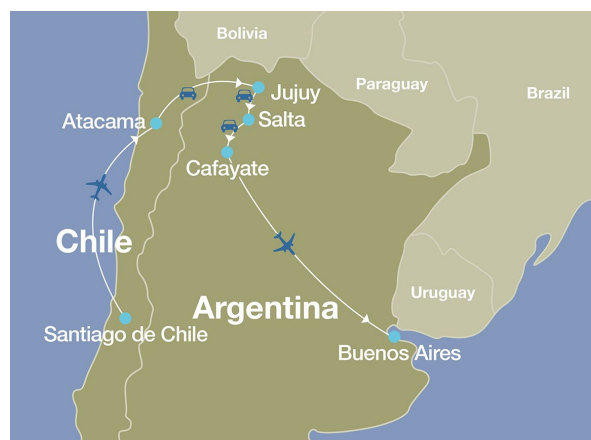 Bolivia
Paraguay
Brazil
Jujuy
Atacama
Salta
Cafayate
Chile
Uruguay
Argentina
Santiago de Chile
Buenos Aires